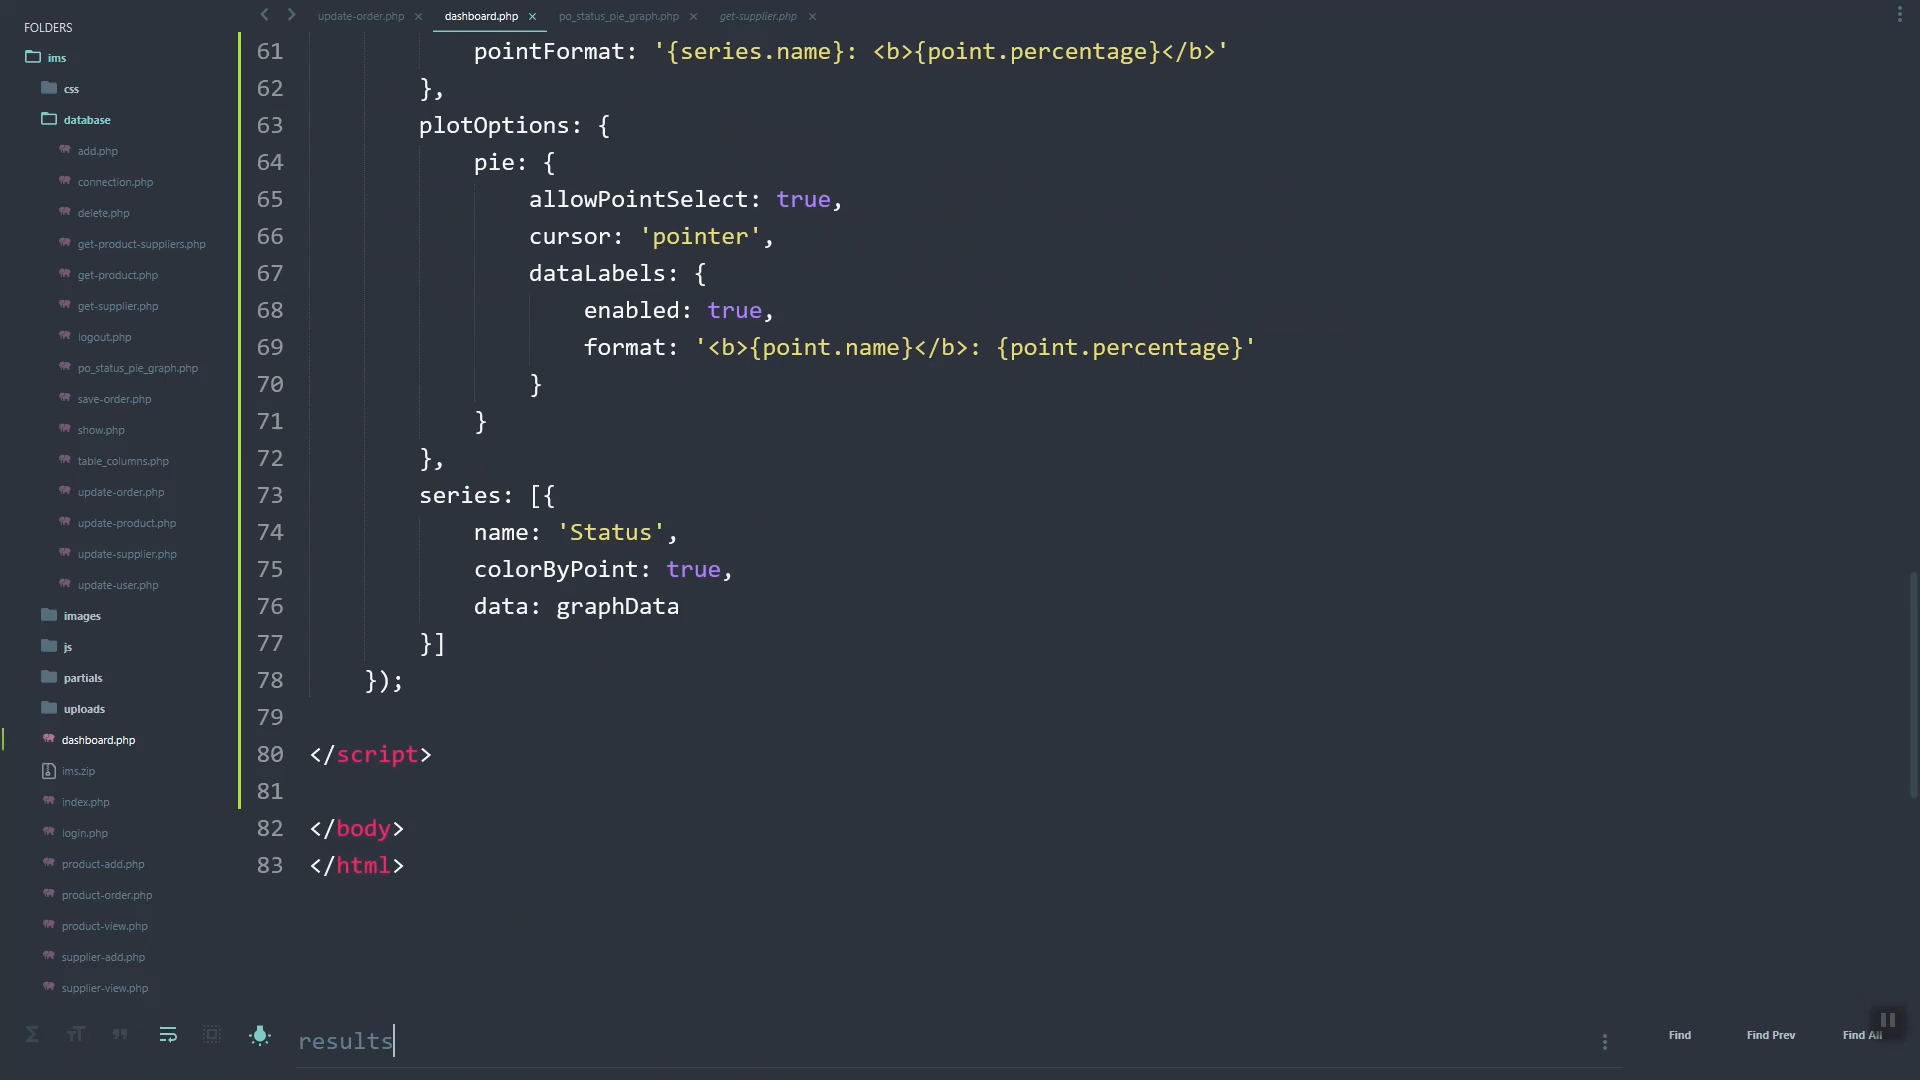 FOLDERS
ims
css
database
add.php
connection.php
delete.php
get-product-suppliers.php
get-product.php
get-supplier.php
logout.php
po_status_pie_graph.php
save-order.php
show.php
table_columns.php
update-order.php
update-product.php
update-supplier.php
update-user.php
images
js
partials
uploads
dashboard.php
ims.zip
index.php
login.php
product-add.php
product-order.php
product-view.php
supplier-add.php
supplier-view.php
update-order.php × dashboard.php × po_status_pie_graph.php × get-supplier.php ×
61 pointFormat: '{series.name}: <b>{point.percentage}</b>'
62 },
63 plotOptions: {
64 pie: {
65 allowPointSelect: true,
66 cursor: 'pointer',
67 dataLabels: {
68 enabled: true,
69 format: '<b>{point.name}</b>: {point.percentage}'
70 }
71 }
72 },
73 series: [{
74 name: 'Status',
75 colorByPoint: true,
76 data: graphData
77 }]
78 });
79
80 </script>
81
82 </body>
83 </html>
results
Find Find Prev Find All